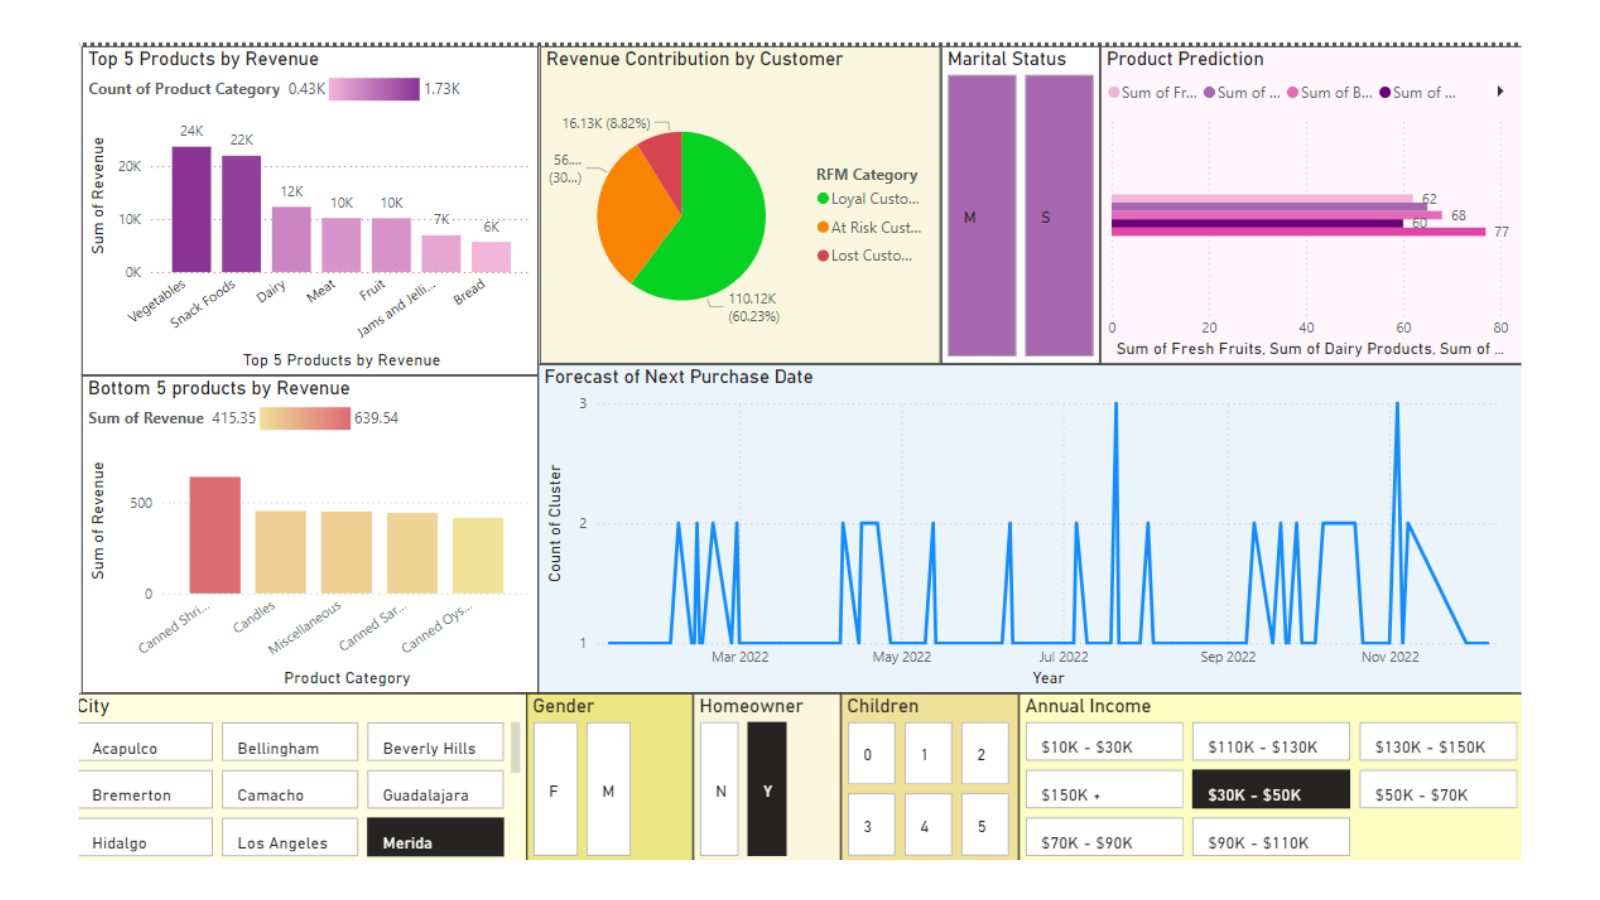 Top 5 Products by Revenue
Count of Product Category 0.43K 1.73K
Sum of Revenue
20K
10K
0K
24K
22K
12K
10K
10K
7K
6K
Vegetables
Snack Foods
Dairy
Meat
Fruit
Jams and Jelli...
Bread
Top 5 Products by Revenue
Revenue Contribution by Customer
16.13K (8.82%)
56....
(30...)
110.12K
(60.23%)
RFM Category
Loyal Custo...
At Risk Cust...
Lost Custo...
Marital Status
M
S
Product Prediction
Sum of Fr... Sum of ... Sum of B... Sum of ...
62
68
60
77
0 20 40 60 80
Sum of Fresh Fruits, Sum of Dairy Products, Sum of ...
Bottom 5 products by Revenue
Sum of Revenue 415.35 639.54
Sum of Revenue
500
0
Canned Shri...
Candles
Miscellaneous
Canned Sar...
Canned Oys...
Product Category
Forecast of Next Purchase Date
Count of Cluster
3
2
1
Mar 2022 May 2022 Jul 2022 Sep 2022 Nov 2022
Year
City
Acapulco Bellingham Beverly Hills
Bremerton Camacho Guadalajara
Hidalgo Los Angeles Merida
Gender
F M
Homeowner
N Y
Children
0 1 2
3 4 5
Annual Income
$10K - $30K $110K - $130K $130K - $150K
$150K + $30K - $50K $50K - $70K
$70K - $90K $90K - $110K